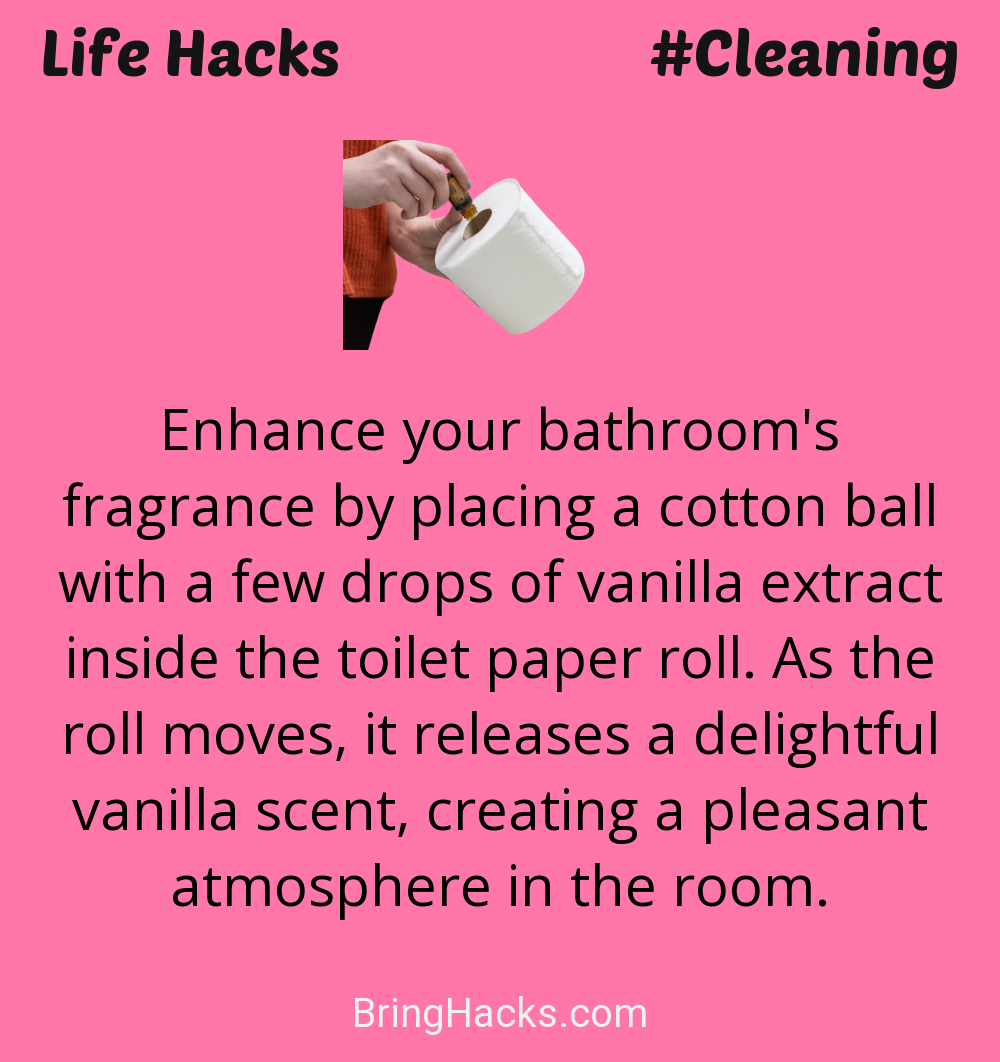 Life Hacks #Cleaning
Enhance your bathroom's
fragrance by placing a cotton ball
with a few drops of vanilla extract
inside the toilet paper roll. As the
roll moves, it releases a delightful
vanilla scent, creating a pleasant
atmosphere in the room.
BringHacks.com